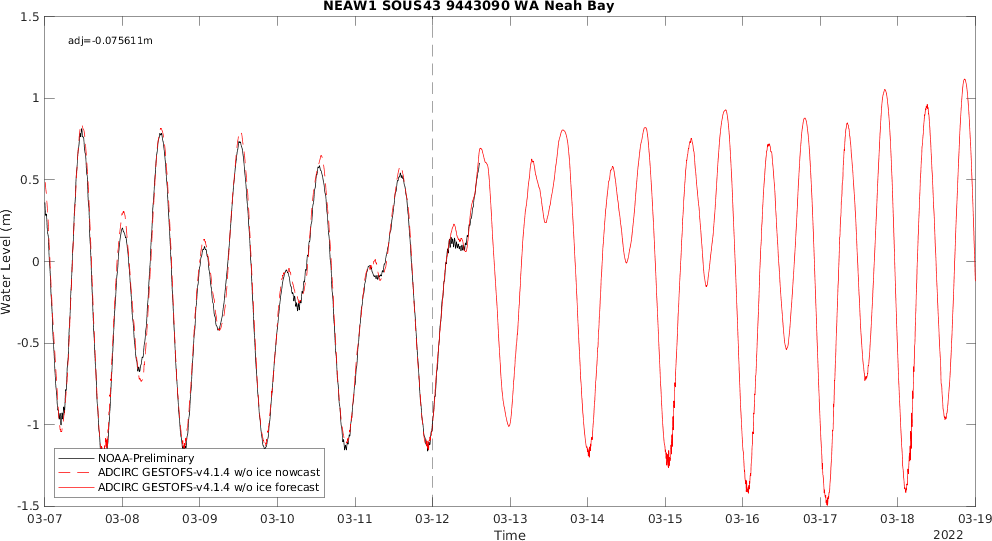 NEAW1 SOUS43 9443090 WA Neah Bay
adj=-0.075611m
1.5
1
0.5
0
-0.5
-1
-1.5
Water Level (m)
NOAA-Preliminary
ADCIRC GESTOFS-v4.1.4 w/o ice nowcast
ADCIRC GESTOFS-v4.1.4 w/o ice forecast
03-07 03-08 03-09 03-10 03-11 03-12 03-13 03-14 03-15 03-16 03-17 03-18 03-19
Time
2022